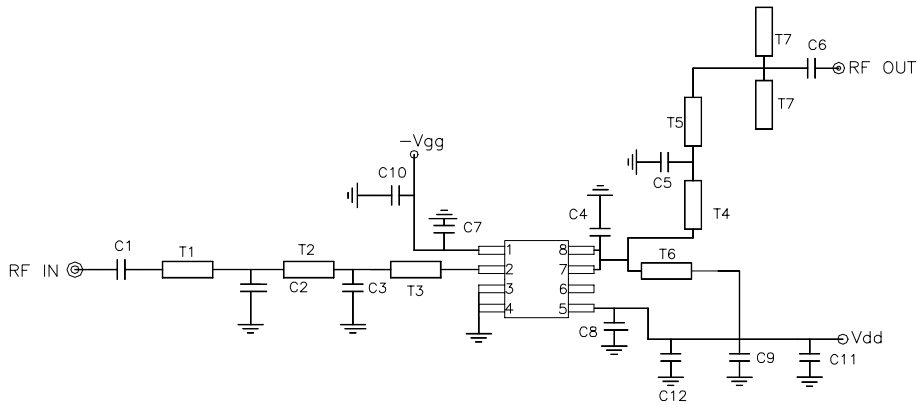 T7
C6
RF OUT
T7
T5
−Vgg
C5
C10
C4
T4
C7
C1
T1
T2
1
8
T6
RF IN
2
7
C2
C3
T3
3
6
4
5
C8
Vdd
C9
C11
C12